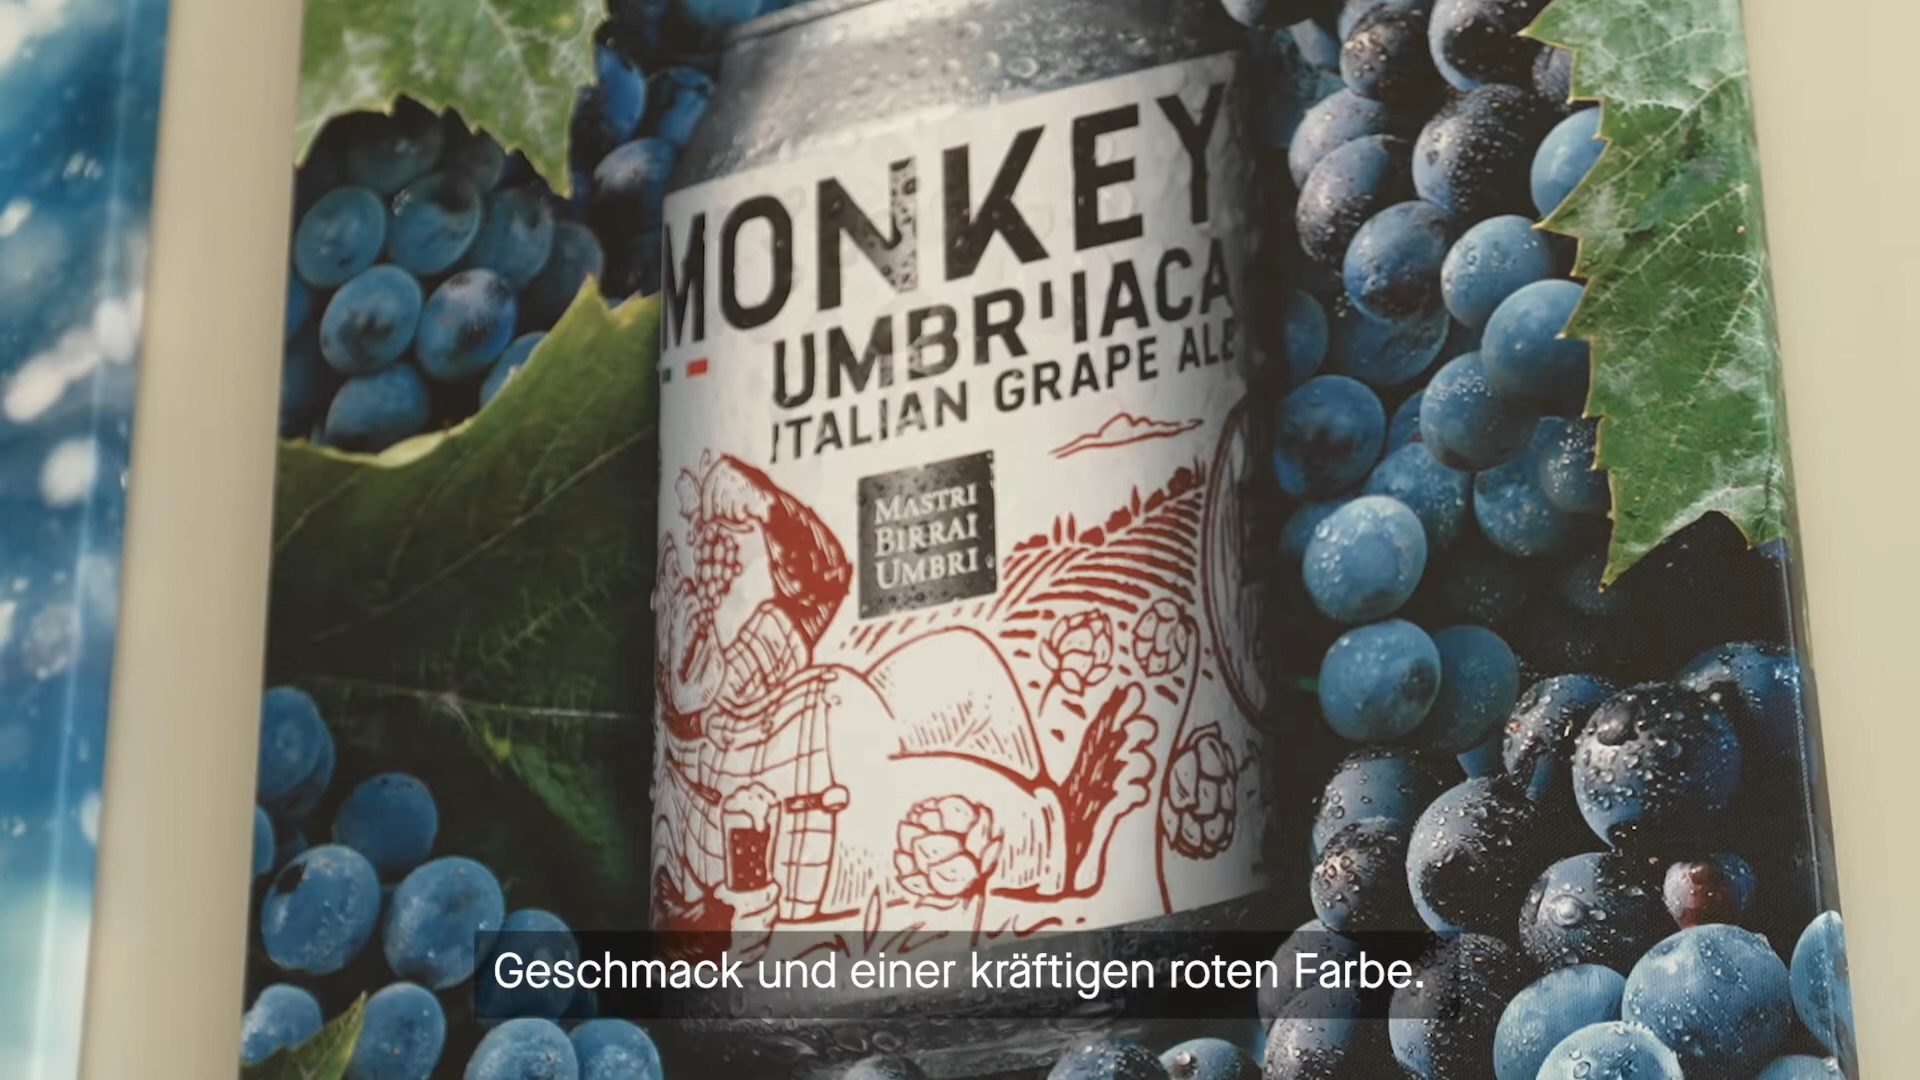 MONKEY
UMBR'IACA
ITALIAN GRAPE ALE
MASTRI
BIRRAI
UMBRI
Geschmack und einer kräftigen roten Farbe.